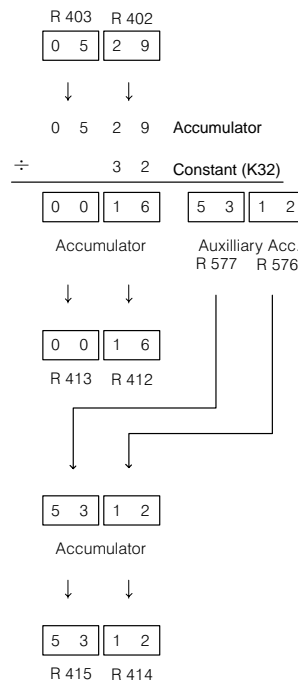 R 403 R 402
0 5 2 9
0 5 2 9 Accumulator
÷ 3 2 Constant (K32)
0 0 1 6 5 3 1 2
Accumulator Auxilliary Acc.
R 577 R 576
0 0 1 6
R 413 R 412
5 3 1 2
Accumulator
5 3 1 2
R 415 R 414